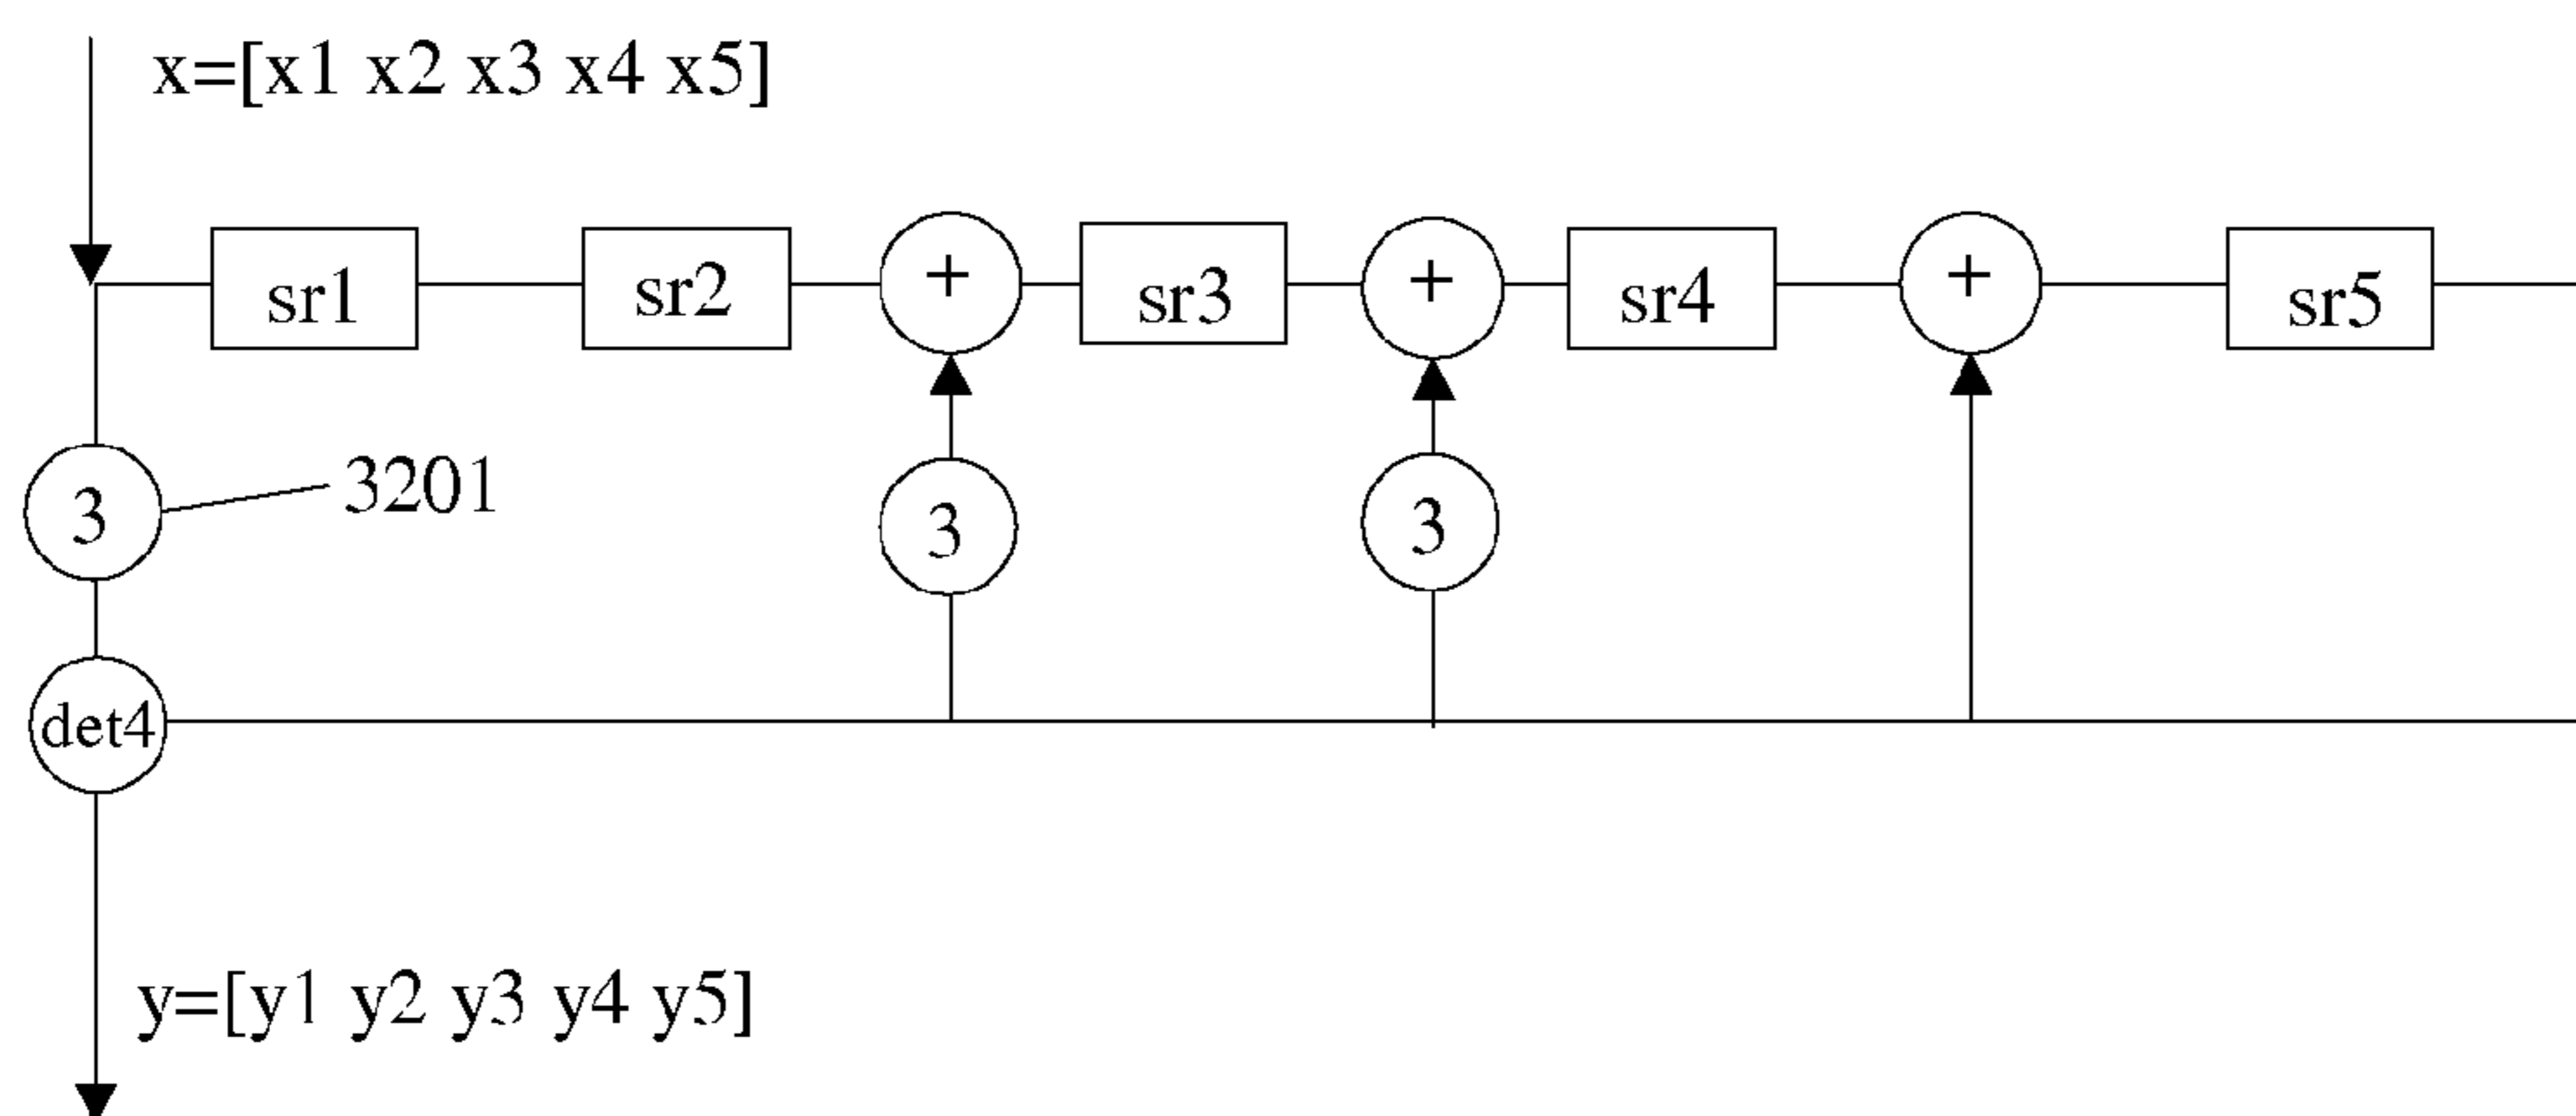 x=[x1 x2 x3 x4 x5]
sr1 sr2 + sr3 + sr4 + sr5
3 3201 3 3
det4
y=[y1 y2 y3 y4 y5]